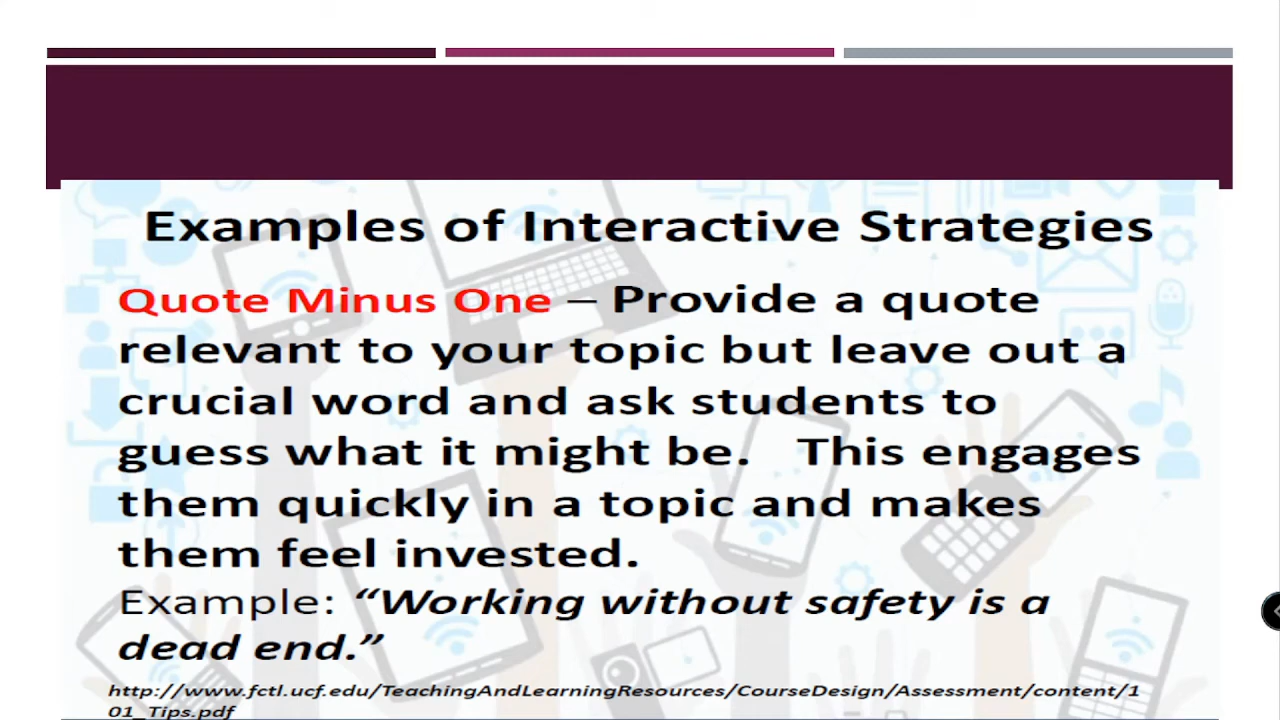 Examples of Interactive Strategies
Quote Minus One – Provide a quote
relevant to your topic but leave out a
crucial word and ask students to
guess what it might be. This engages
them quickly in a topic and makes
them feel invested.
Example: “Working without safety is a
dead end.”
http://www.fctl.ucf.edu/TeachingAndLearningResources/CourseDesign/Assessment/content/1
01_Tips.pdf